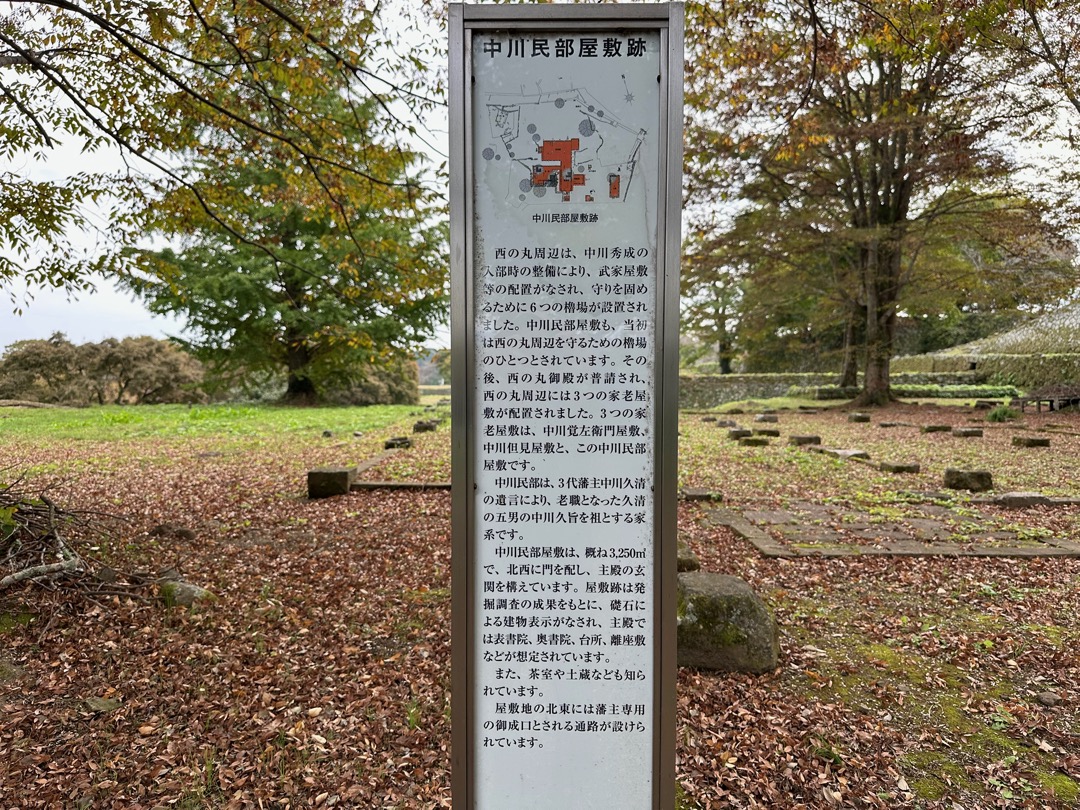 中川民部屋敷跡
中川民部屋敷跡
西の丸周辺は、中川秀成の
入部時の整備により、武家屋敷
等の配置がなされ、守りを固め
るために６つの櫓場が設置され
ました。中川民部屋敷も、当初
は西の丸周辺を守るための櫓場
のひとつとされています。その
後、西の丸御殿が普請され、
西の丸周辺には３つの家老屋
敷が配置されました。３つの家
老屋敷は、中川覚左衛門屋敷、
中川但見屋敷と、この中川民部
屋敷です。
中川民部は、３代藩主中川久清
の遺言により、老職となった久清
の五男の中川久旨を祖とする家
系です。
中川民部屋敷は、概ね3,250㎡
で、北西に門を配し、主殿の玄
関を構えています。屋敷跡は発
掘調査の成果をもとに、礎石に
よる建物表示がなされ、主殿で
は表書院、奥書院、台所、離座敷
などが想定されています。
また、茶室や土蔵なども知ら
れています。
屋敷地の北東には藩主専用
の御成口とされる通路が設けら
れています。